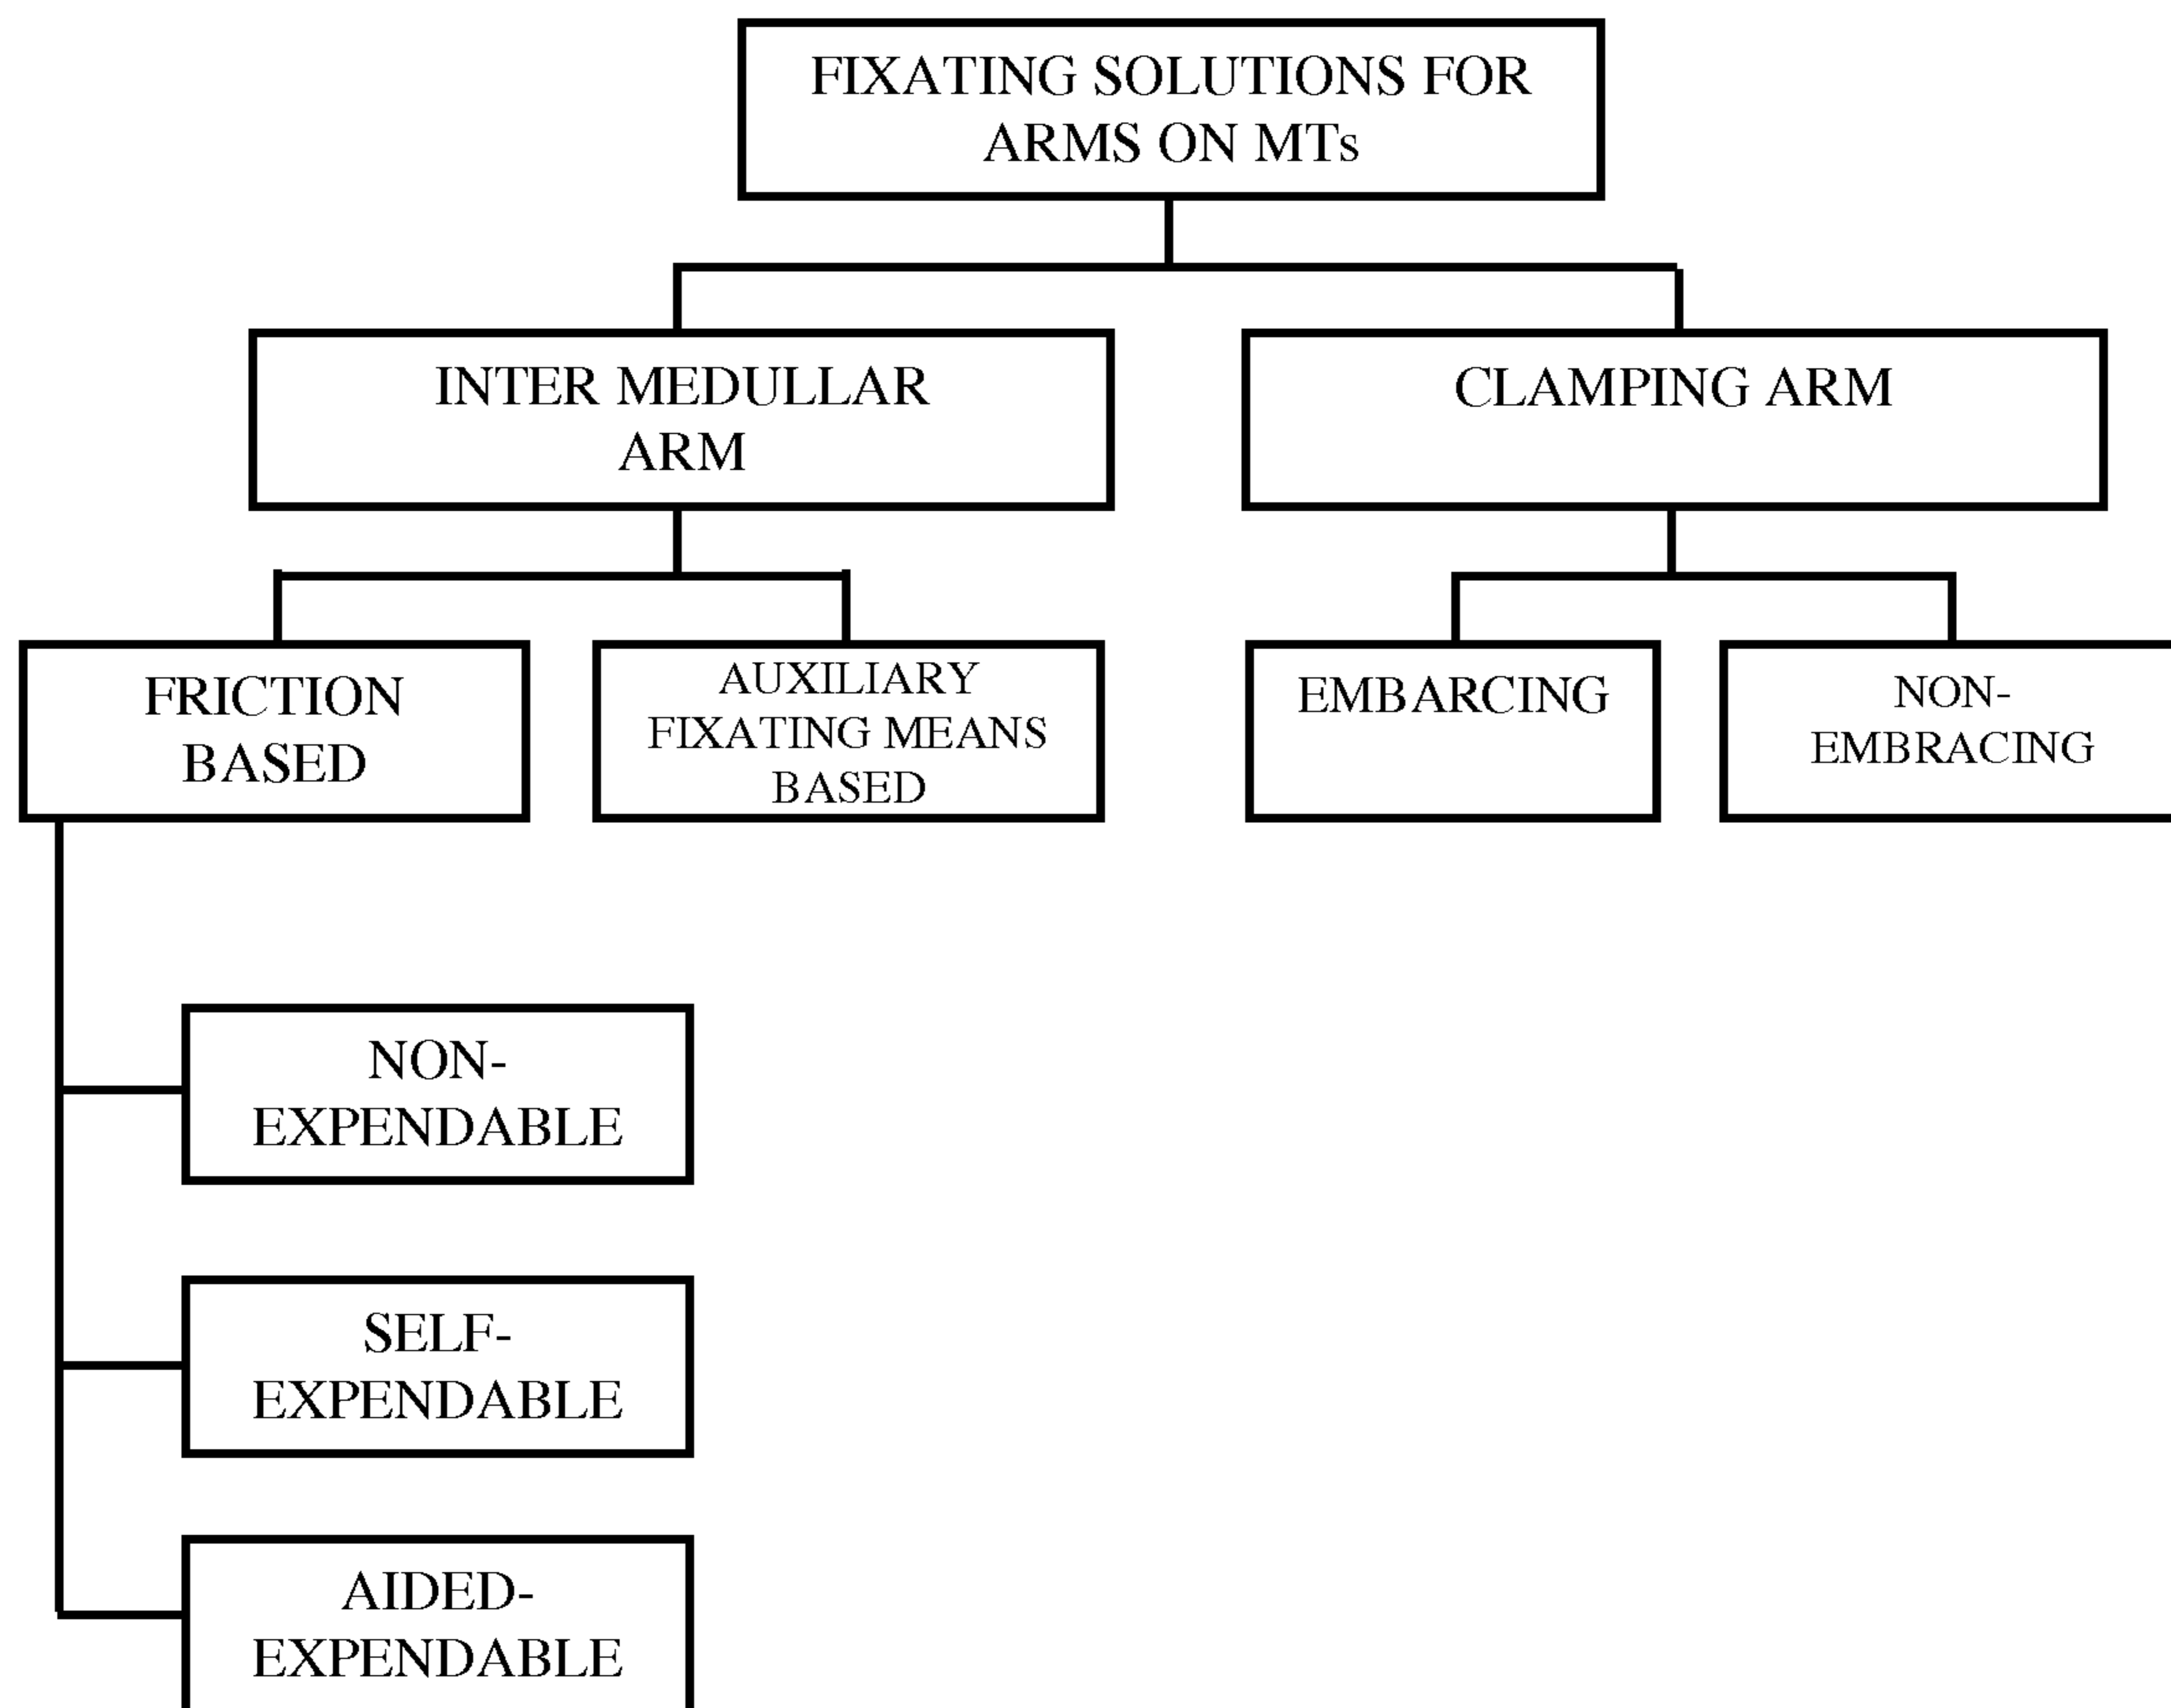 FIXATING SOLUTIONS FOR
ARMS ON MTs
INTER MEDULLAR
ARM
CLAMPING ARM
FRICTION
BASED
AUXILIARY
FIXATING MEANS
BASED
EMBARCING
NON-
EMBRACING
NON-
EXPENDABLE
SELF-
EXPENDABLE
AIDED-
EXPENDABLE